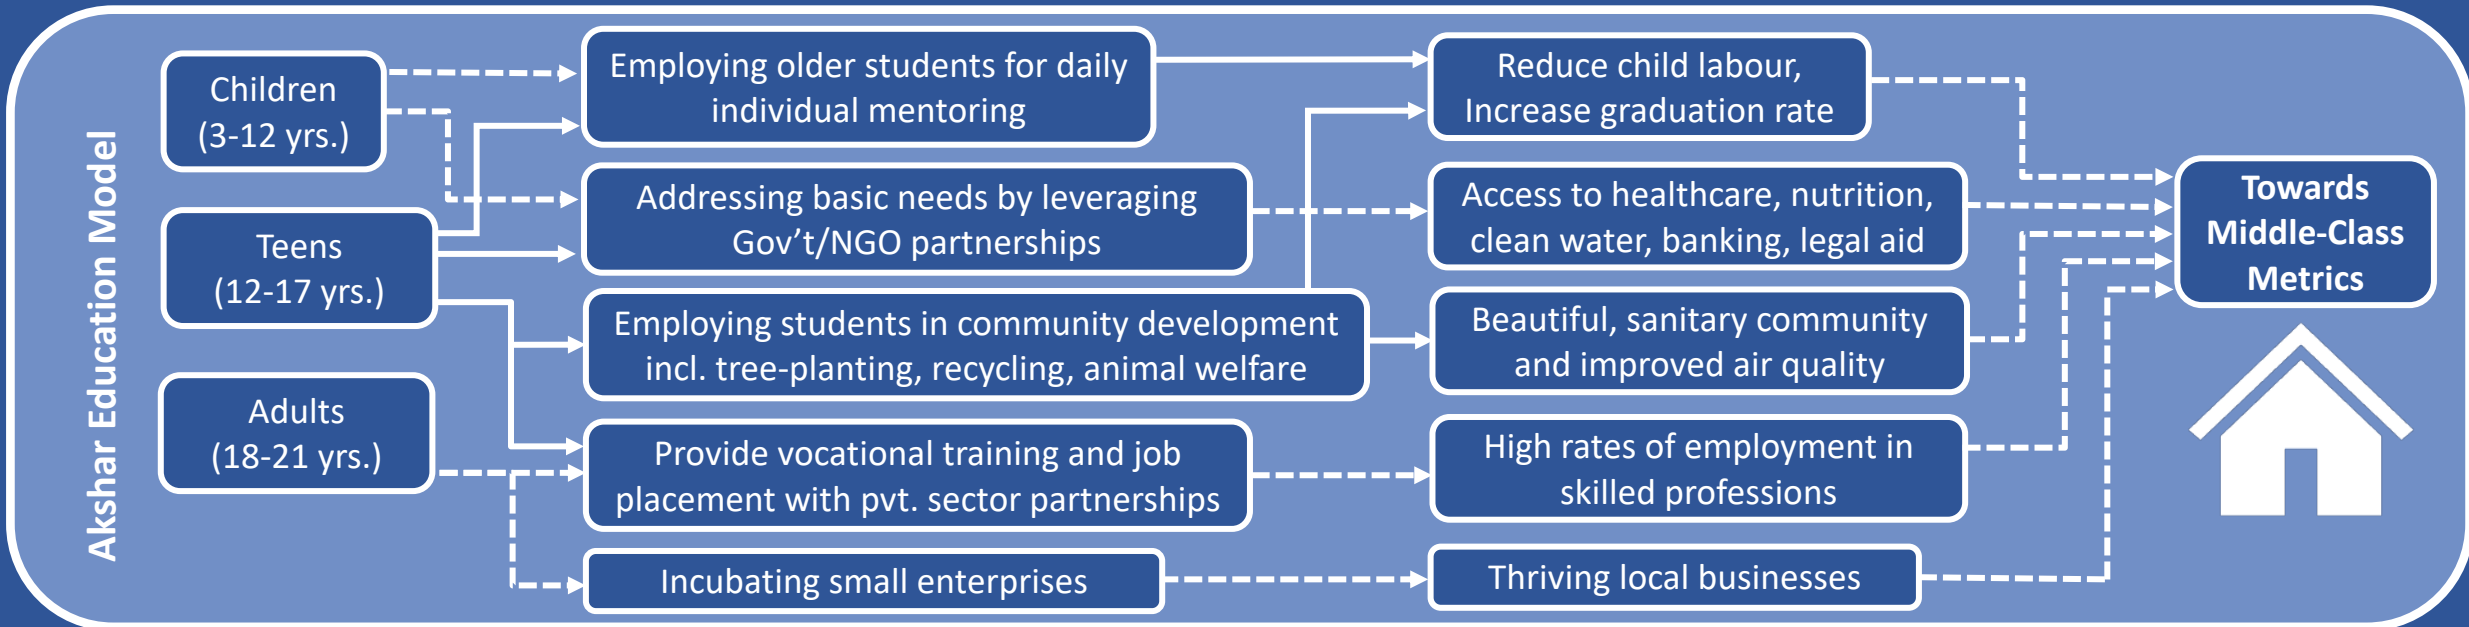 Akshar Education Model
Children
(3-12 yrs.)
Teens
(12-17 yrs.)
Adults
(18-21 yrs.)
Employing older students for daily
individual mentoring
Addressing basic needs by leveraging
Gov’t/NGO partnerships
Employing students in community development
incl. tree-planting, recycling, animal welfare
Provide vocational training and job
placement with pvt. sector partnerships
Incubating small enterprises
Reduce child labour,
Increase graduation rate
Access to healthcare, nutrition,
clean water, banking, legal aid
Beautiful, sanitary community
and improved air quality
High rates of employment in
skilled professions
Thriving local businesses
Towards
Middle-Class
Metrics